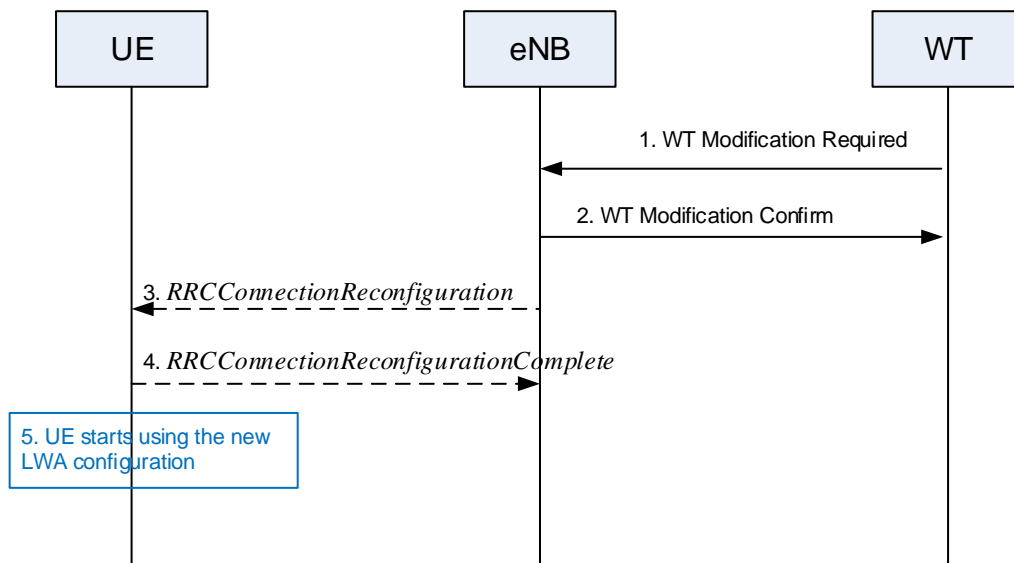 UE
eNB
WT
1. WT Modification Required
2. WT Modification Confirm
3. RRCConnectionReconfiguration
4. RRCConnectionReconfigurationComplete
5. UE starts using the new
LWA configuration